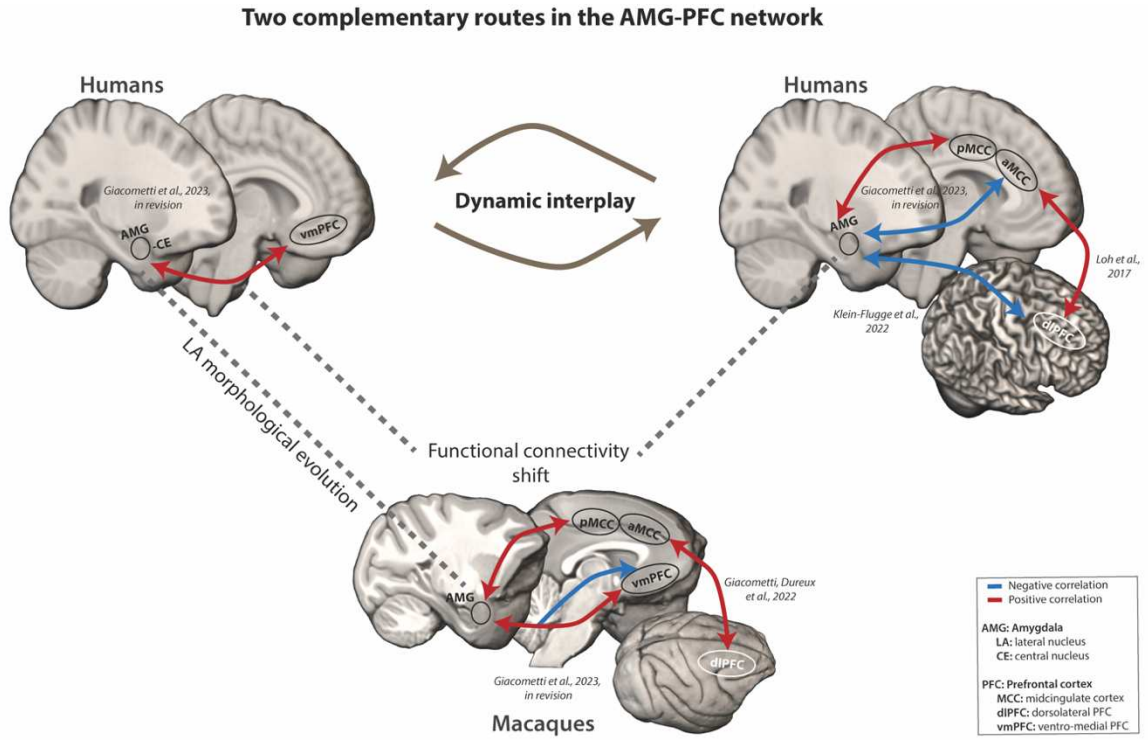 Two complementary routes in the AMG-PFC network
Humans
Giacometti et al., 2023,
in revision
AMG
-CE
vmPFC
Dynamic interplay
Humans
pMCC
aMCC
Giacometti et al., 2023,
in revision
AMG
Loh et al.,
2017
Klein-Flugge et al.,
2022
dlPFC
LA morphological evolution
Functional connectivity
shift
pMCC
aMCC
vmPFC
AMG
Giacometti, Dureux
et al., 2022
dlPFC
Giacometti et al., 2023,
in revision
Macaques
Negative correlation
Positive correlation
AMG: Amygdala
LA: lateral nucleus
CE: central nucleus
PFC: Prefrontal cortex
MCC: midcingulate cortex
dlPFC: dorsolateral PFC
vmPFC: ventro-medial PFC